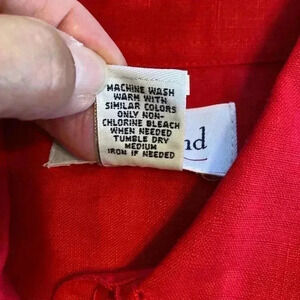 MACHINE WASH
WARM WITH
SIMILAR COLORS
ONLY NON-
CHLORINE BLEACH
WHEN NEEDED
TUMBLE DRY
MEDIUM
IRON IF NEEDED
nd